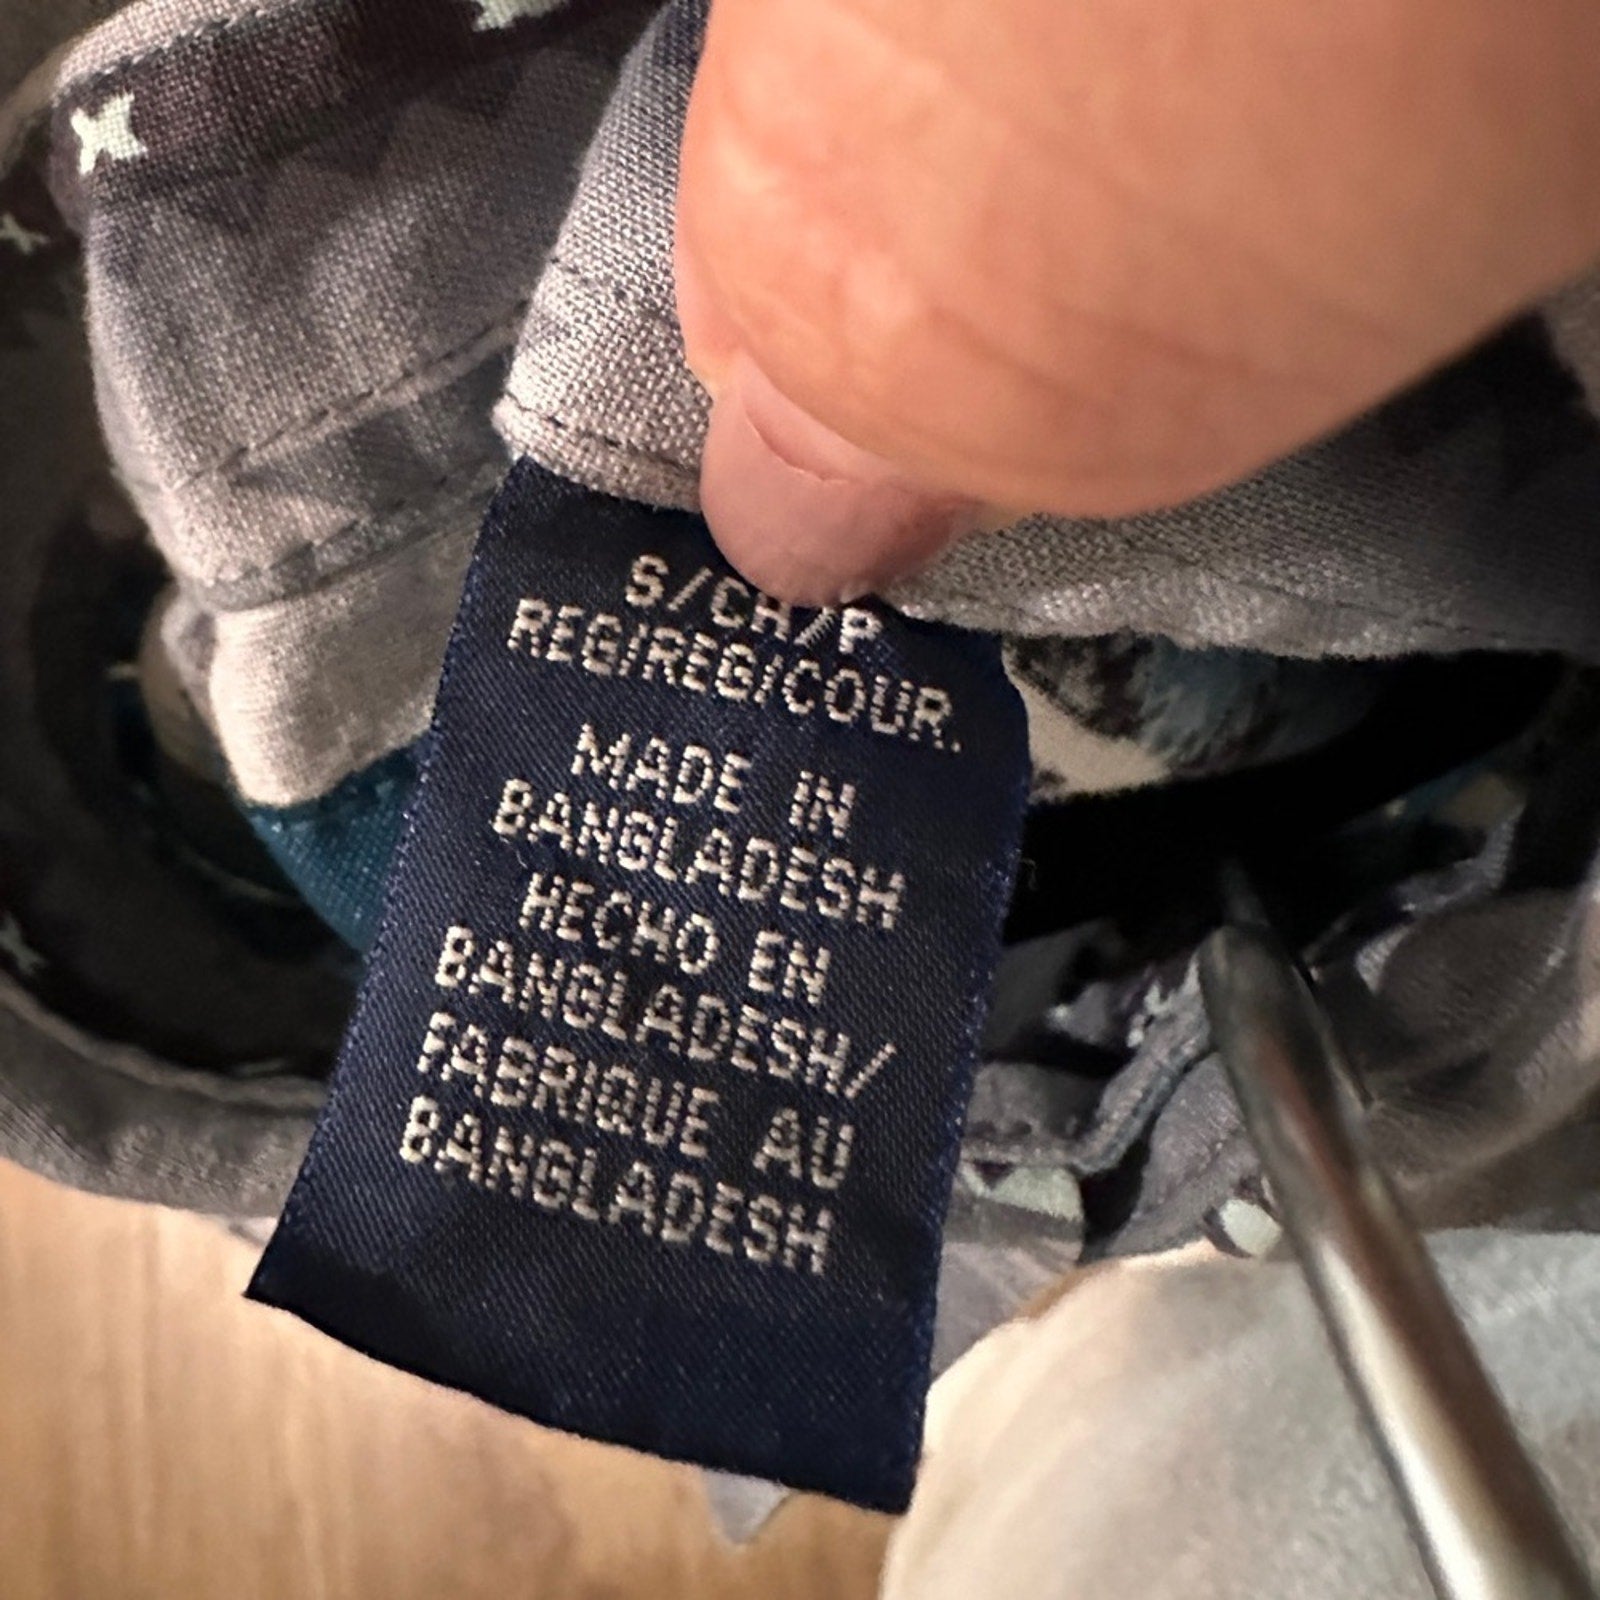 S/CH/P
REG/REG/COUR.
MADE IN
BANGLADESH
HECHO EN
BANGLADESH/
FABRIQUE AU
BANGLADESH